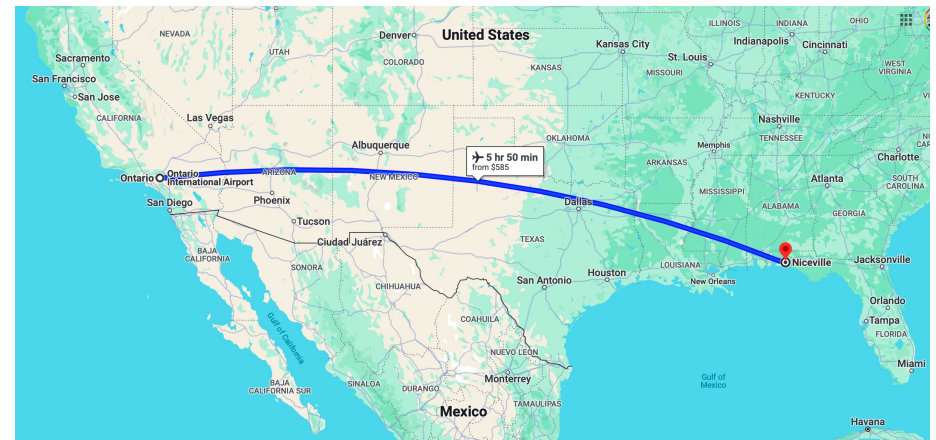 NEVADA
UTAH
Denver
COLORADO
United States
KANSAS
Kansas City
ILLINOIS
INDIANA
OHIO
Indianapolis
Cincinnati
St. Louis
MISSOURI
WEST
VIRGINIA
KENTUCKY
Sacramento
San Francisco
San Jose
CALIFORNIA
Las Vegas
Albuquerque
OKLAHOMA
Nashville
TENNESSEE
Memphis
Charlotte
ARKANSAS
5 hr 50 min
from $585
Ontario
Ontario
International Airport
ARIZONA
NEW MEXICO
Phoenix
San Diego
Tucson
Dallas
MISSISSIPPI
ALABAMA
Atlanta
GEORGIA
SOUTH
CAROLINA
Ciudad Juárez
TEXAS
LOUISIANA
Niceville
Jacksonville
BAJA
CALIFORNIA
SONORA
CHIHUAHUA
San Antonio
Houston
New Orleans
Orlando
Tampa
FLORIDA
Miami
Gulf of California
COAHUILA
NUEVO LEON
BAJA
CALIFORNIA SUR
SINALOA
DURANGO
Monterrey
TAMAULIPAS
Mexico
Gulf of
Mexico
Havana